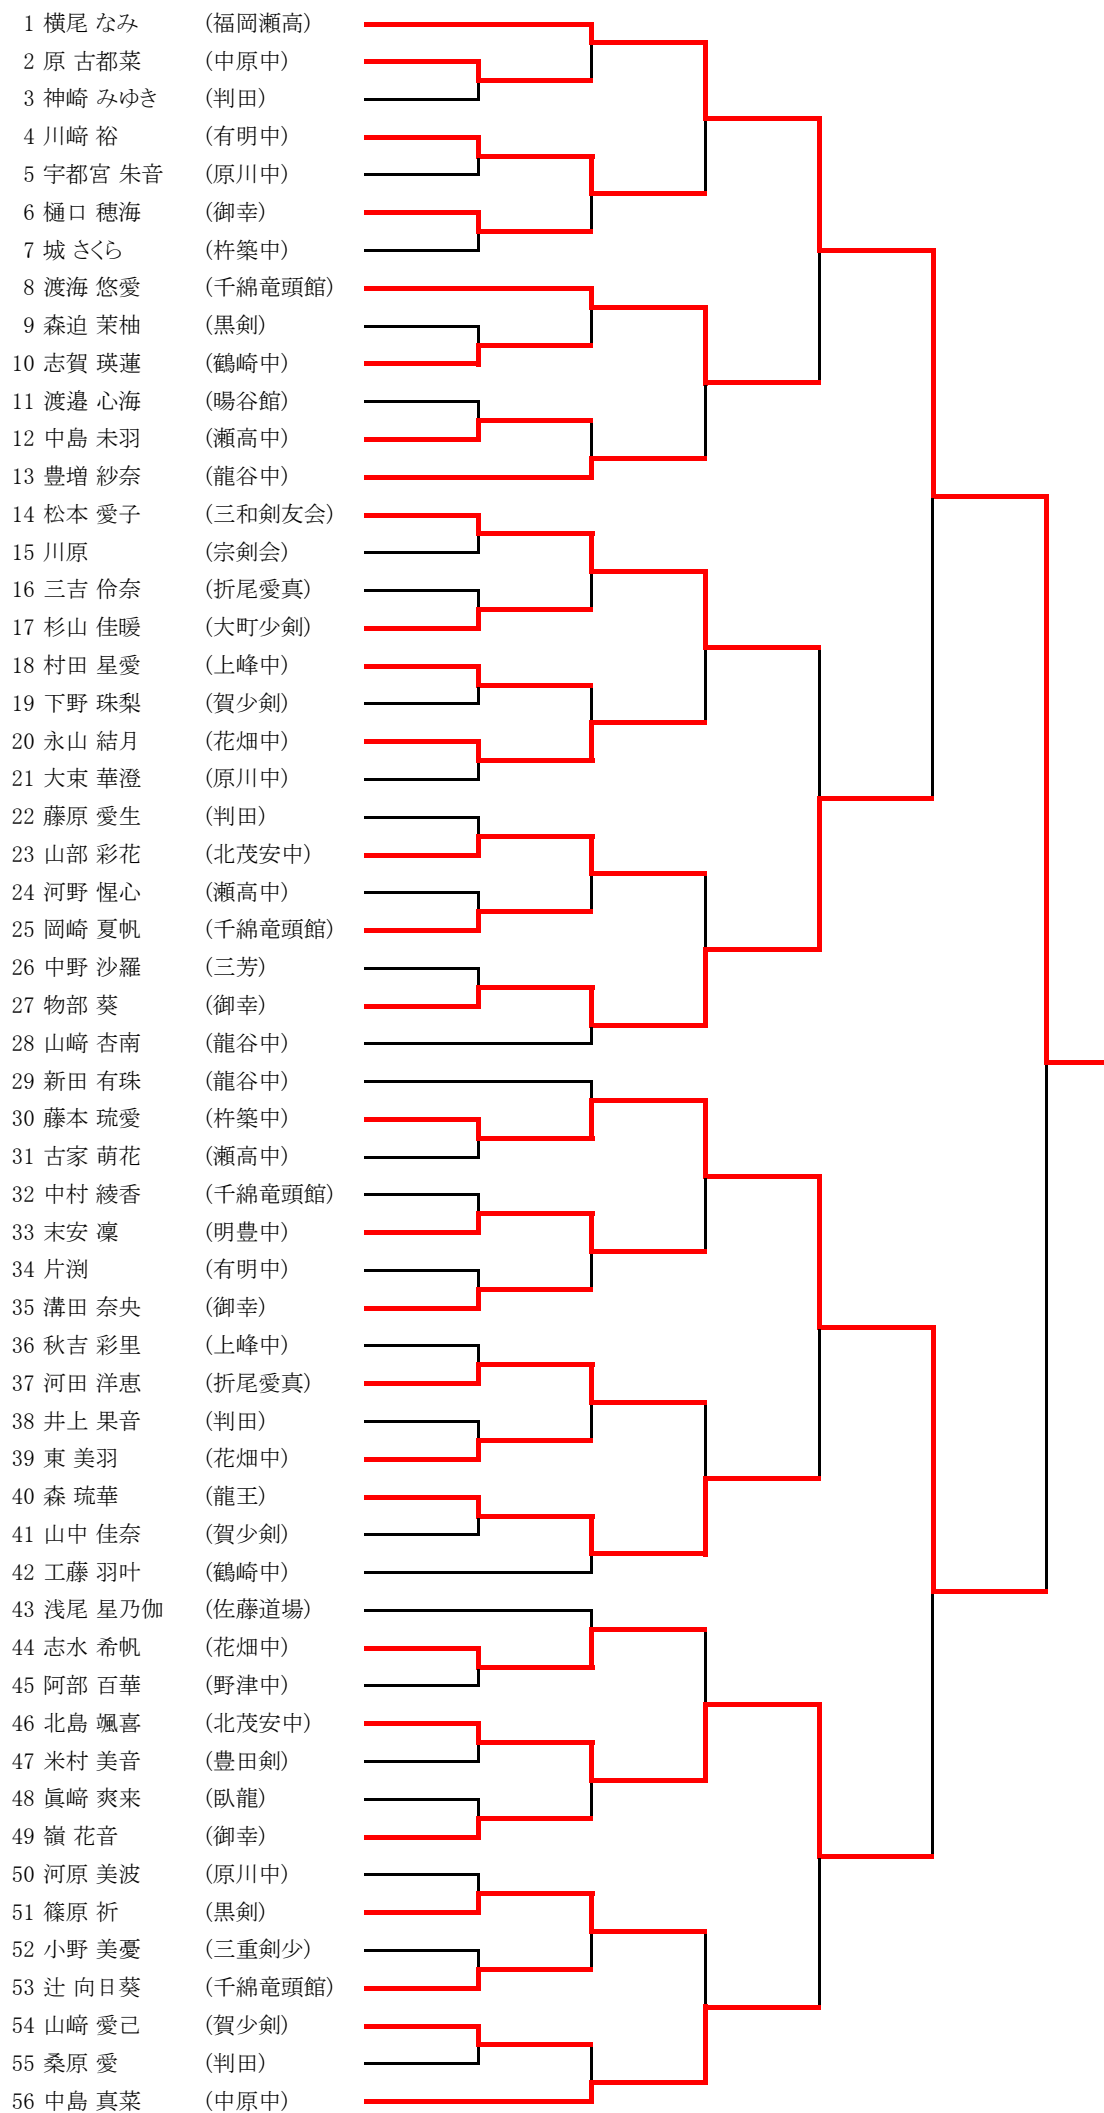 1 横尾 なみ (福岡瀬高)
2 原 古都菜 (中原中)
3 神崎 みゆき (判田)
4 川﨑 裕 (有明中)
5 宇都宮 朱音 (原川中)
6 樋口 穂海 (御幸)
7 城 さくら (杵築中)
8 渡海 悠愛 (千綿竜頭館)
9 森迫 茉柚 (黒剣)
10 志賀 瑛蓮 (鶴崎中)
11 渡邉 心海 (暘谷館)
12 中島 未羽 (瀬高中)
13 豊増 紗奈 (龍谷中)
14 松本 愛子 (三和剣友会)
15 川原 (宗剣会)
16 三吉 伶奈 (折尾愛真)
17 杉山 佳暖 (大町少剣)
18 村田 星愛 (上峰中)
19 下野 珠梨 (賀少剣)
20 永山 結月 (花畑中)
21 大束 華澄 (原川中)
22 藤原 愛生 (判田)
23 山部 彩花 (北茂安中)
24 河野 惺心 (瀬高中)
25 岡崎 夏帆 (千綿竜頭館)
26 中野 沙羅 (三芳)
27 物部 葵 (御幸)
28 山﨑 杏南 (龍谷中)
29 新田 有珠 (龍谷中)
30 藤本 琉愛 (杵築中)
31 古家 萌花 (瀬高中)
32 中村 綾香 (千綿竜頭館)
33 末安 凜 (明豊中)
34 片渕 (有明中)
35 溝田 奈央 (御幸)
36 秋吉 彩里 (上峰中)
37 河田 洋恵 (折尾愛真)
38 井上 果音 (判田)
39 東 美羽 (花畑中)
40 森 琉華 (龍王)
41 山中 佳奈 (賀少剣)
42 工藤 羽叶 (鶴崎中)
43 浅尾 星乃伽 (佐藤道場)
44 志水 希帆 (花畑中)
45 阿部 百華 (野津中)
46 北島 颯喜 (北茂安中)
47 米村 美音 (豊田剣)
48 眞﨑 爽来 (臥龍)
49 嶺 花音 (御幸)
50 河原 美波 (原川中)
51 篠原 祈 (黒剣)
52 小野 美憂 (三重剣少)
53 辻 向日葵 (千綿竜頭館)
54 山﨑 愛己 (賀少剣)
55 桑原 愛 (判田)
56 中島 真菜 (中原中)